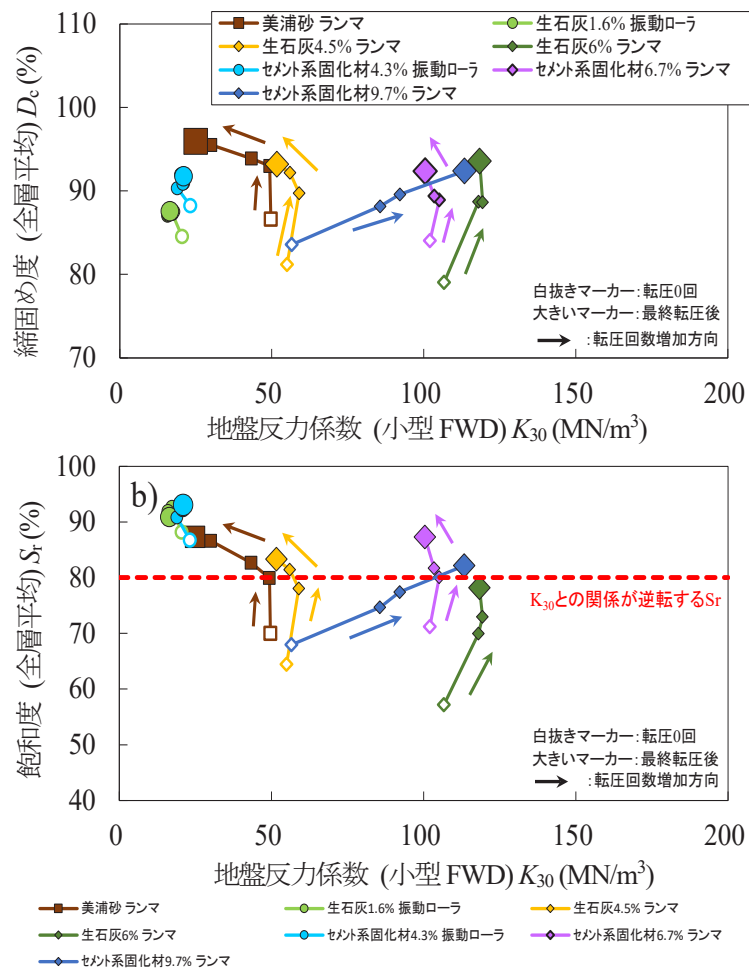 美浦砂 ランマ
生石灰1.6% 振動ローラ
生石灰4.5% ランマ
生石灰6% ランマ
セメント系固化材4.3% 振動ローラ
セメント系固化材6.7% ランマ
セメント系固化材9.7% ランマ
110
100
90
80
70
締固め度 (全層平均) Dc (%)
白抜きマーカー：転圧0回
大きいマーカー：最終転圧後
：転圧回数増加方向
0 50 100 150 200
地盤反力係数 (小型 FWD) K30 (MN/m³)
b)
100
90
80
70
60
50
40
飽和度 (全層平均) Sr (%)
K30との関係が逆転するSr
白抜きマーカー：転圧0回
大きいマーカー：最終転圧後
：転圧回数増加方向
0 50 100 150 200
地盤反力係数 (小型 FWD) K30 (MN/m³)
美浦砂 ランマ
生石灰1.6% 振動ローラ
生石灰4.5% ランマ
生石灰6% ランマ
セメント系固化材4.3% 振動ローラ
セメント系固化材6.7% ランマ
セメント系固化材9.7% ランマ